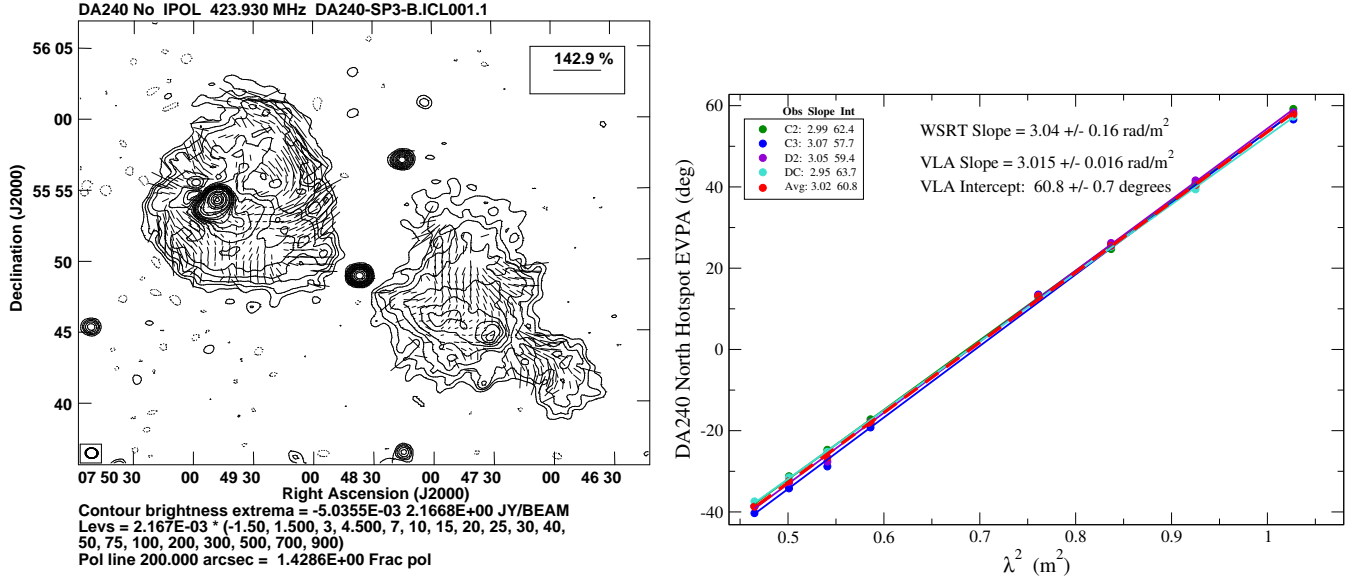 DA240 No IPOL 423.930 MHz DA240-SP3-B.ICL001.1
142.9 %
Declination (J2000)
56 05
00
55 55
50
45
40
07 50 30 00 49 30 00 48 30 00 47 30 00 46 30
Right Ascension (J2000)
Contour brightness extrema = -5.0355E-03 2.1668E+00 JY/BEAM
Levs = 2.167E-03 * (-1.50, 1.500, 3, 4.500, 7, 10, 15, 20, 25, 30, 40,
50, 75, 100, 200, 300, 500, 700, 900)
Pol line 200.000 arcsec = 1.4286E+00 Frac pol
DA240 North Hotspot EVPA (deg)
60
40
20
0
-20
-40
Obs Slope Int
C2: 2.99 62.4
C3: 3.07 57.7
D2: 3.05 59.4
DC: 2.95 63.7
Avg: 3.02 60.8
WSRT Slope = 3.04 +/- 0.16 rad/m²
VLA Slope = 3.015 +/- 0.016 rad/m²
VLA Intercept: 60.8 +/- 0.7 degrees
0.5 0.6 0.7 0.8 0.9 1
λ² (m²)